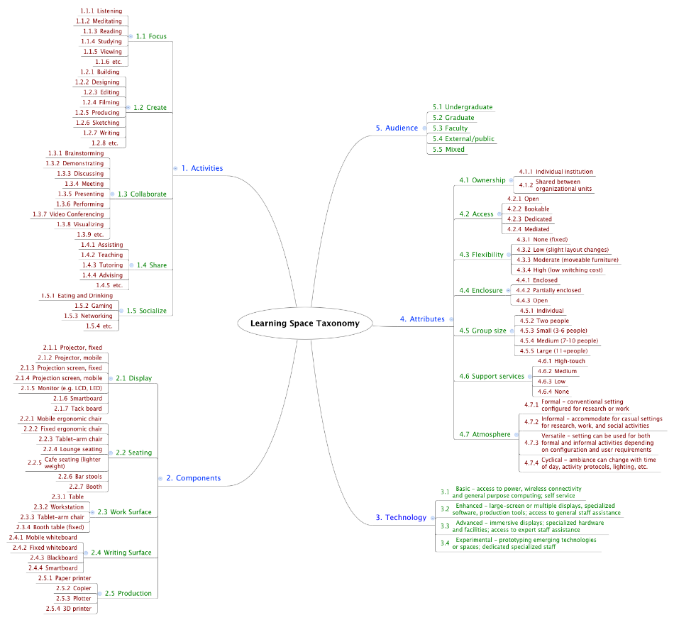 Learning Space Taxonomy
1. Activities
1.1 Focus
1.1.1 Listening
1.1.2 Meditating
1.1.3 Reading
1.1.4 Studying
1.1.5 Viewing
1.1.6 etc.
1.2 Create
1.2.1 Building
1.2.2 Designing
1.2.3 Editing
1.2.4 Filming
1.2.5 Producing
1.2.6 Sketching
1.2.7 Writing
1.2.8 etc.
1.3 Collaborate
1.3.1 Brainstorming
1.3.2 Demonstrating
1.3.3 Discussing
1.3.4 Meeting
1.3.5 Presenting
1.3.6 Performing
1.3.7 Video Conferencing
1.3.8 Visualizing
1.3.9 etc.
1.4 Share
1.4.1 Assisting
1.4.2 Teaching
1.4.3 Tutoring
1.4.4 Advising
1.4.5 etc.
1.5 Socialize
1.5.1 Eating and Drinking
1.5.2 Gaming
1.5.3 Networking
1.5.4 etc.
2. Components
2.1 Display
2.1.1 Projector, fixed
2.1.2 Projector, mobile
2.1.3 Projection screen, fixed
2.1.4 Projection screen, mobile
2.1.5 Monitor (e.g. LCD, LED)
2.1.6 Smartboard
2.1.7 Tack board
2.2 Seating
2.2.1 Mobile ergonomic chair
2.2.2 Fixed ergonomic chair
2.2.3 Tablet-arm chair
2.2.4 Lounge seating
2.2.5 Cafe seating (lighter
weight)
2.2.6 Bar stools
2.2.7 Booth
2.3 Work Surface
2.3.1 Table
2.3.2 Workstation
2.3.3 Tablet-arm chair
2.3.4 Booth table (fixed)
2.4 Writing Surface
2.4.1 Mobile whiteboard
2.4.2 Fixed whiteboard
2.4.3 Blackboard
2.4.4 Smartboard
2.5 Production
2.5.1 Paper printer
2.5.2 Copier
2.5.3 Plotter
2.5.4 3D printer
5. Audience
5.1 Undergraduate
5.2 Graduate
5.3 Faculty
5.4 External/public
5.5 Mixed
4. Attributes
4.1 Ownership
4.1.1 Individual institution
4.1.2 Shared between
organizational units
4.2 Access
4.2.1 Open
4.2.2 Bookable
4.2.3 Dedicated
4.2.4 Mediated
4.3 Flexibility
4.3.1 None (fixed)
4.3.2 Low (slight layout changes)
4.3.3 Moderate (moveable furniture)
4.3.4 High (low switching cost)
4.4 Enclosure
4.4.1 Enclosed
4.4.2 Partially enclosed
4.4.3 Open
4.5 Group size
4.5.1 Individual
4.5.2 Two people
4.5.3 Small (3-6 people)
4.5.4 Medium (7-10 people)
4.5.5 Large (11+people)
4.6 Support services
4.6.1 High-touch
4.6.2 Medium
4.6.3 Low
4.6.4 None
4.7 Atmosphere
4.7.1 Formal - conventional setting
configured for research or work
4.7.2 Informal - accommodate for casual settings
for research, work, and social activities
4.7.3 Versatile - setting can be used for both
formal and informal activities depending
on configuration and user requirements
4.7.4 Cyclical - ambiance can change with time
of day, activity protocols, lighting, etc.
3. Technology
3.1 Basic - access to power, wireless connectivity
and general purpose computing; self service
3.2 Enhanced - large-screen or multiple displays, specialized
software, production tools; access to general staff assistance
3.3 Advanced - immersive displays; specialized hardware
and facilities; access to expert staff assistance
3.4 Experimental - prototyping emerging technologies
or spaces; dedicated specialized staff